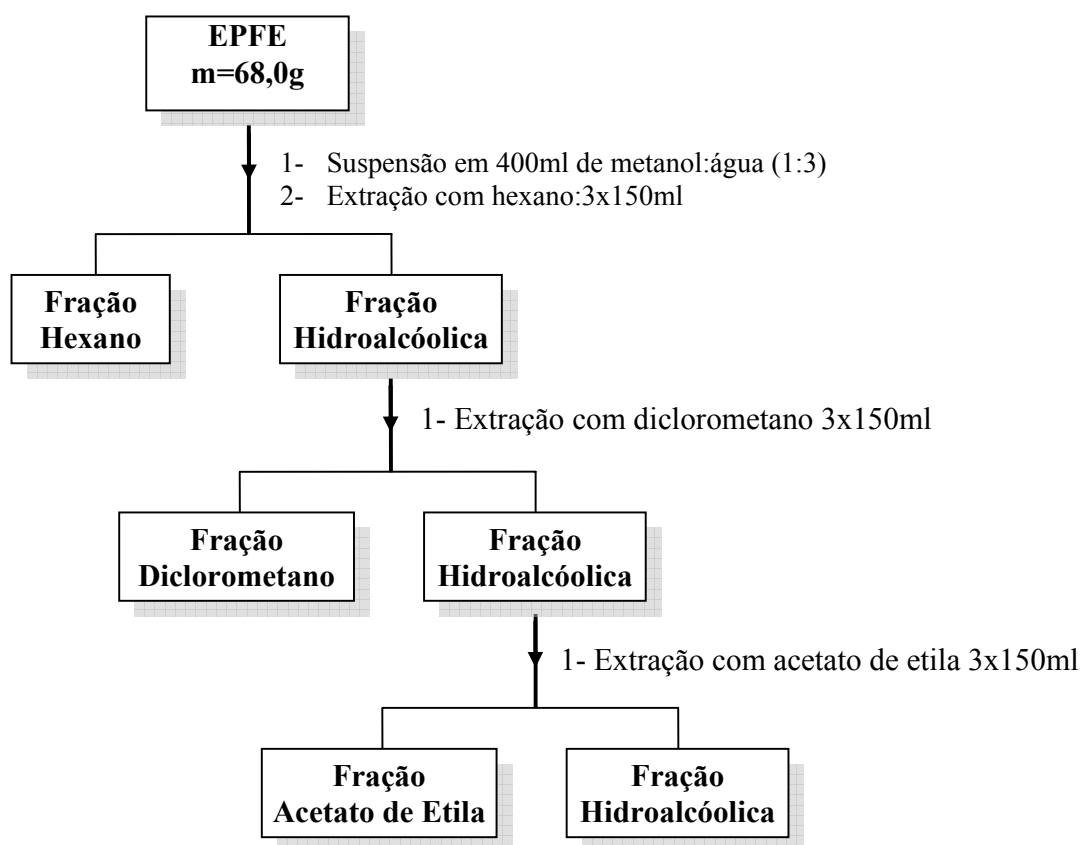 EPFE
m=68,0g
1- Suspensão em 400ml de metanol:água (1:3)
2- Extração com hexano:3x150ml
Fração
Hexano
Fração
Hidroalcóolica
1- Extração com diclorometano 3x150ml
Fração
Diclorometano
Fração
Hidroalcóolica
1- Extração com acetato de etila 3x150ml
Fração
Acetato de Etila
Fração
Hidroalcóolica